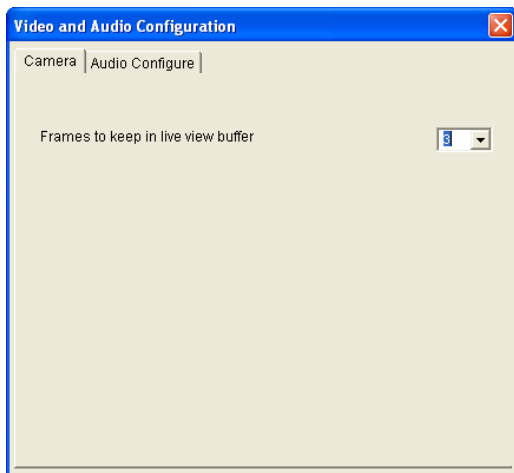 Video and Audio Configuration
Camera
Audio Configure
Frames to keep in live view buffer
3